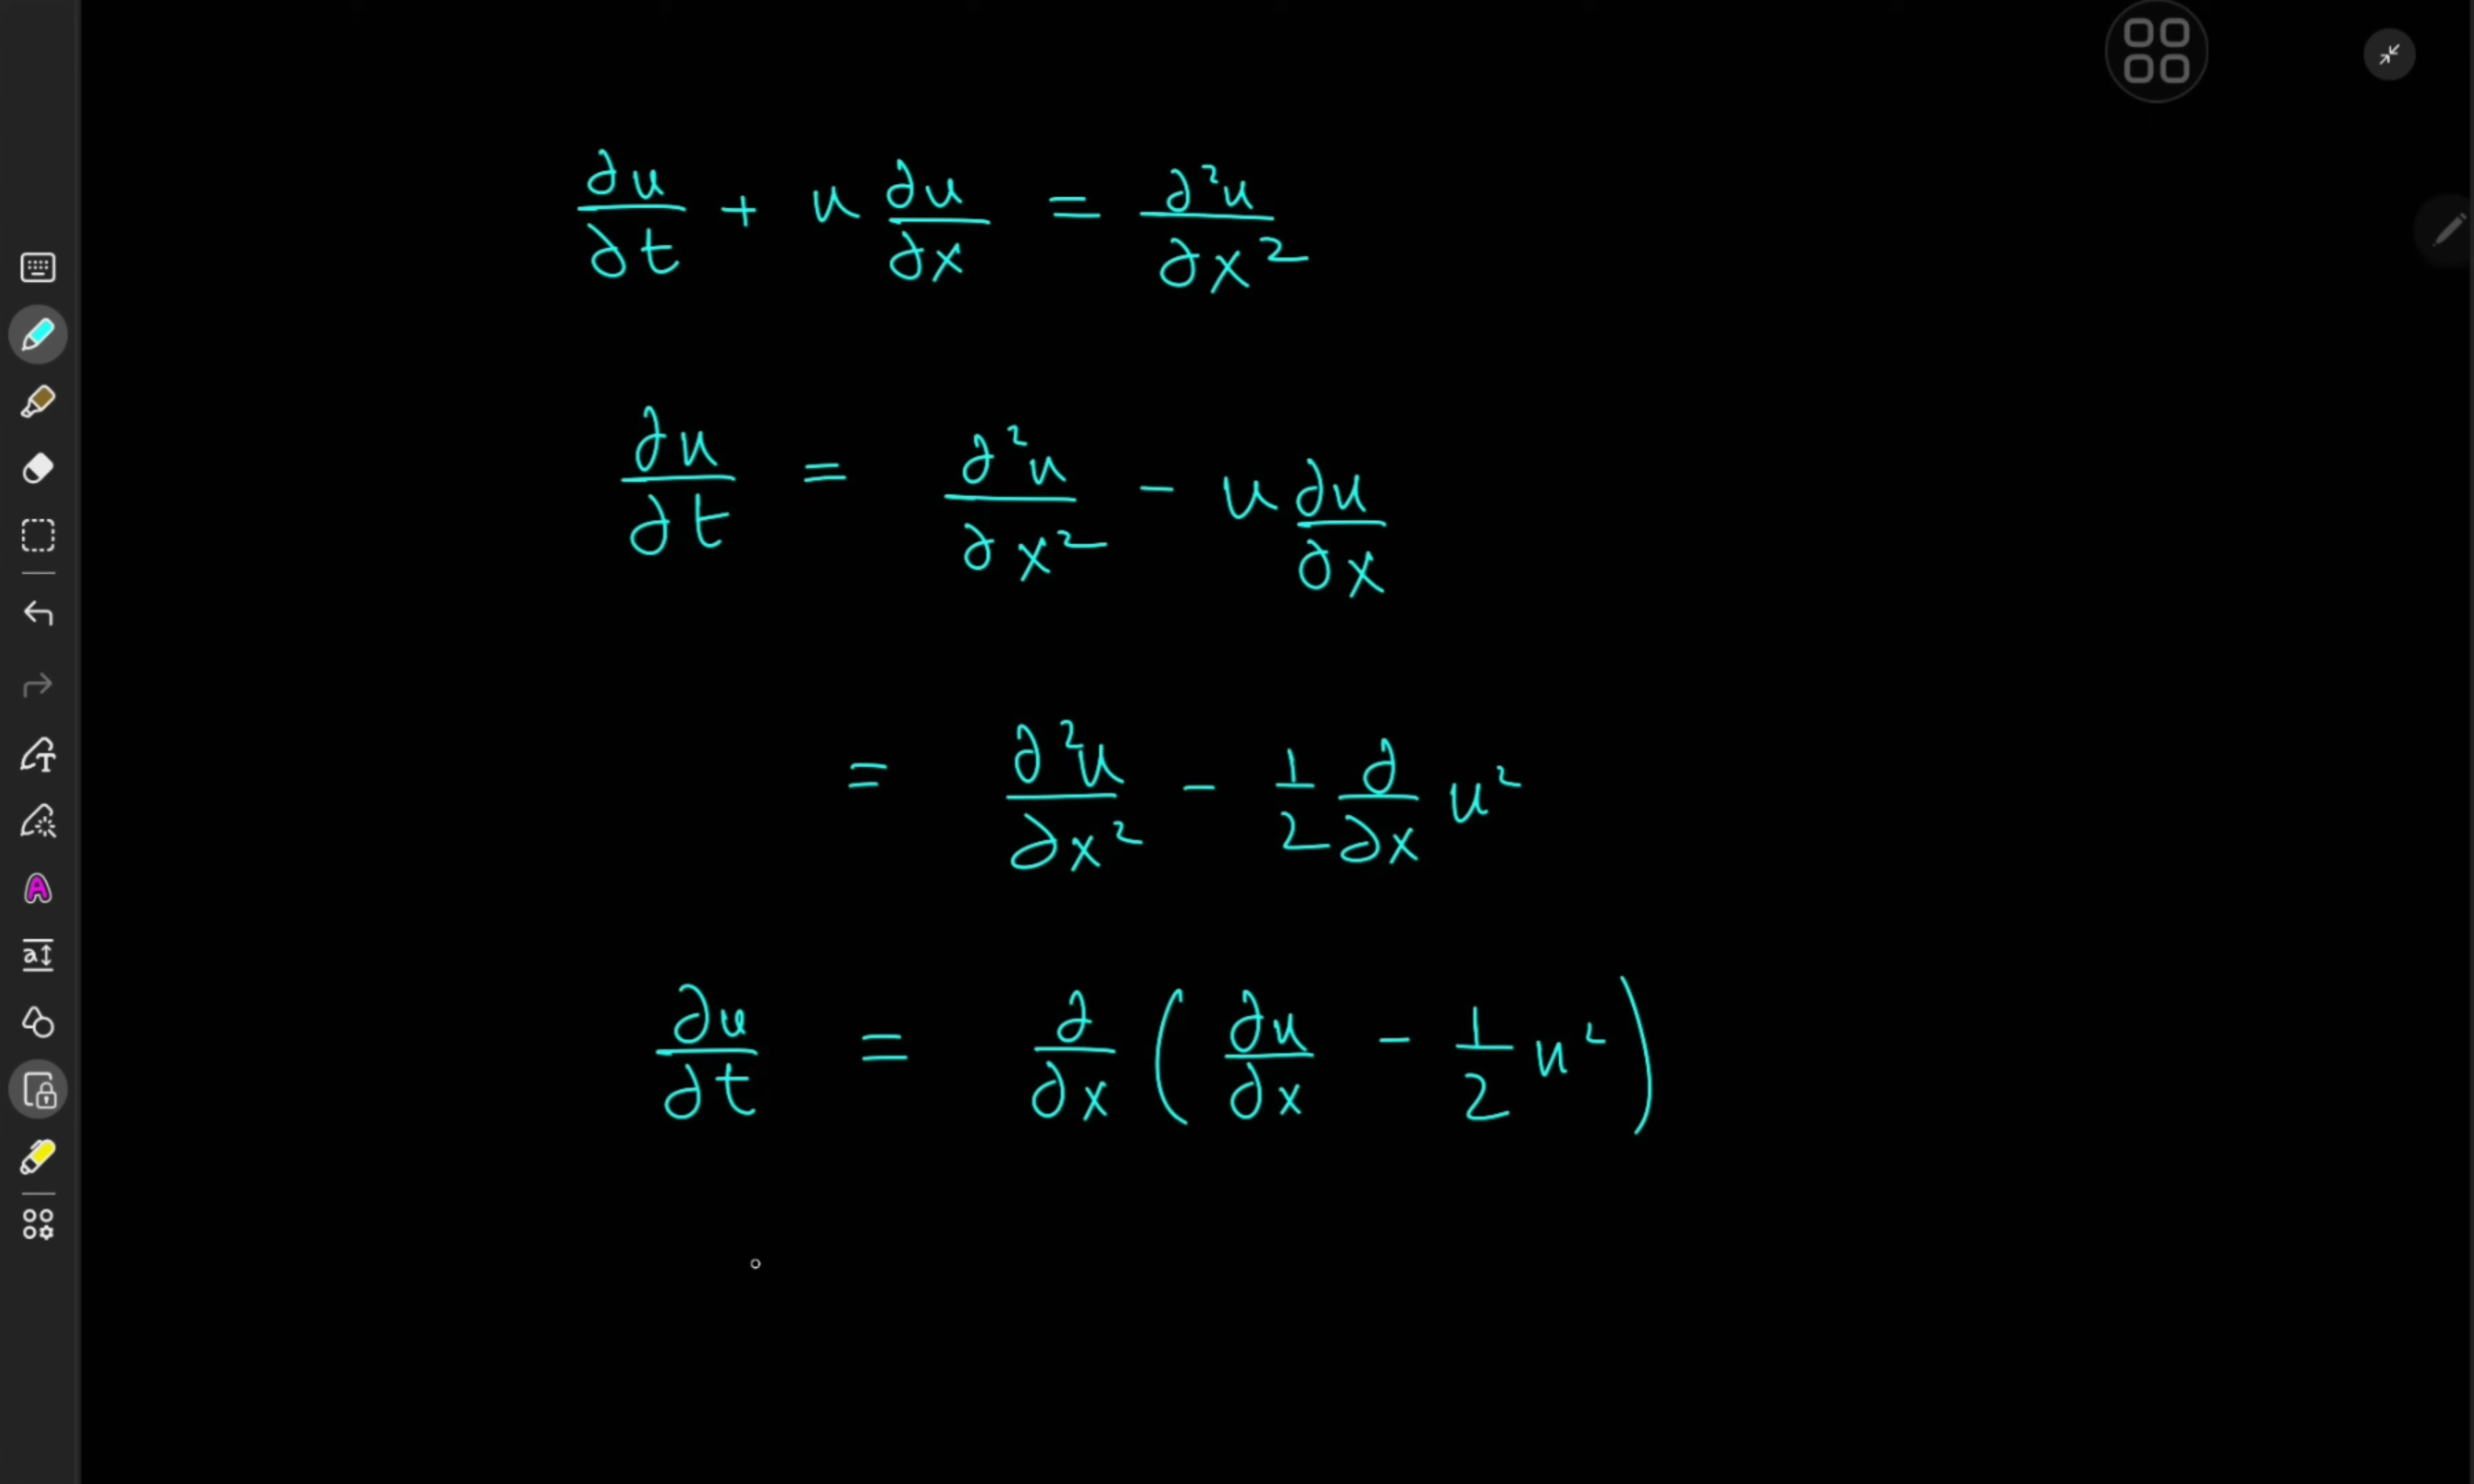 ∂u/∂t + u ∂u/∂x = ∂²u/∂x²
∂u/∂t = ∂²u/∂x² - u ∂u/∂x
= ∂²u/∂x² - 1/2 ∂/∂x u²
∂u/∂t = ∂/∂x ( ∂u/∂x - 1/2 u² )